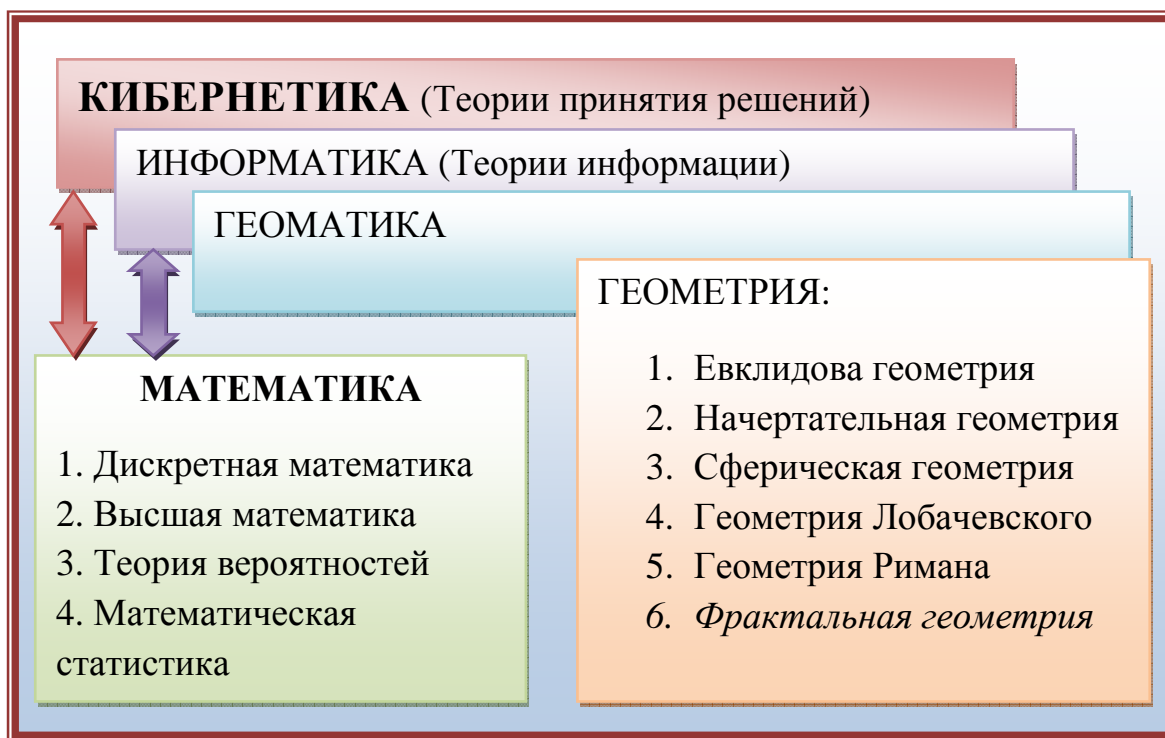 КИБЕРНЕТИКА (Теории принятия решений)
ИНФОРМАТИКА (Теории информации)
ГЕОМАТИКА
ГЕОМЕТРИЯ:
1. Евклидова геометрия
2. Начертательная геометрия
3. Сферическая геометрия
4. Геометрия Лобачевского
5. Геометрия Римана
6. Фрактальная геометрия
МАТЕМАТИКА
1. Дискретная математика
2. Высшая математика
3. Теория вероятностей
4. Математическая
статистика